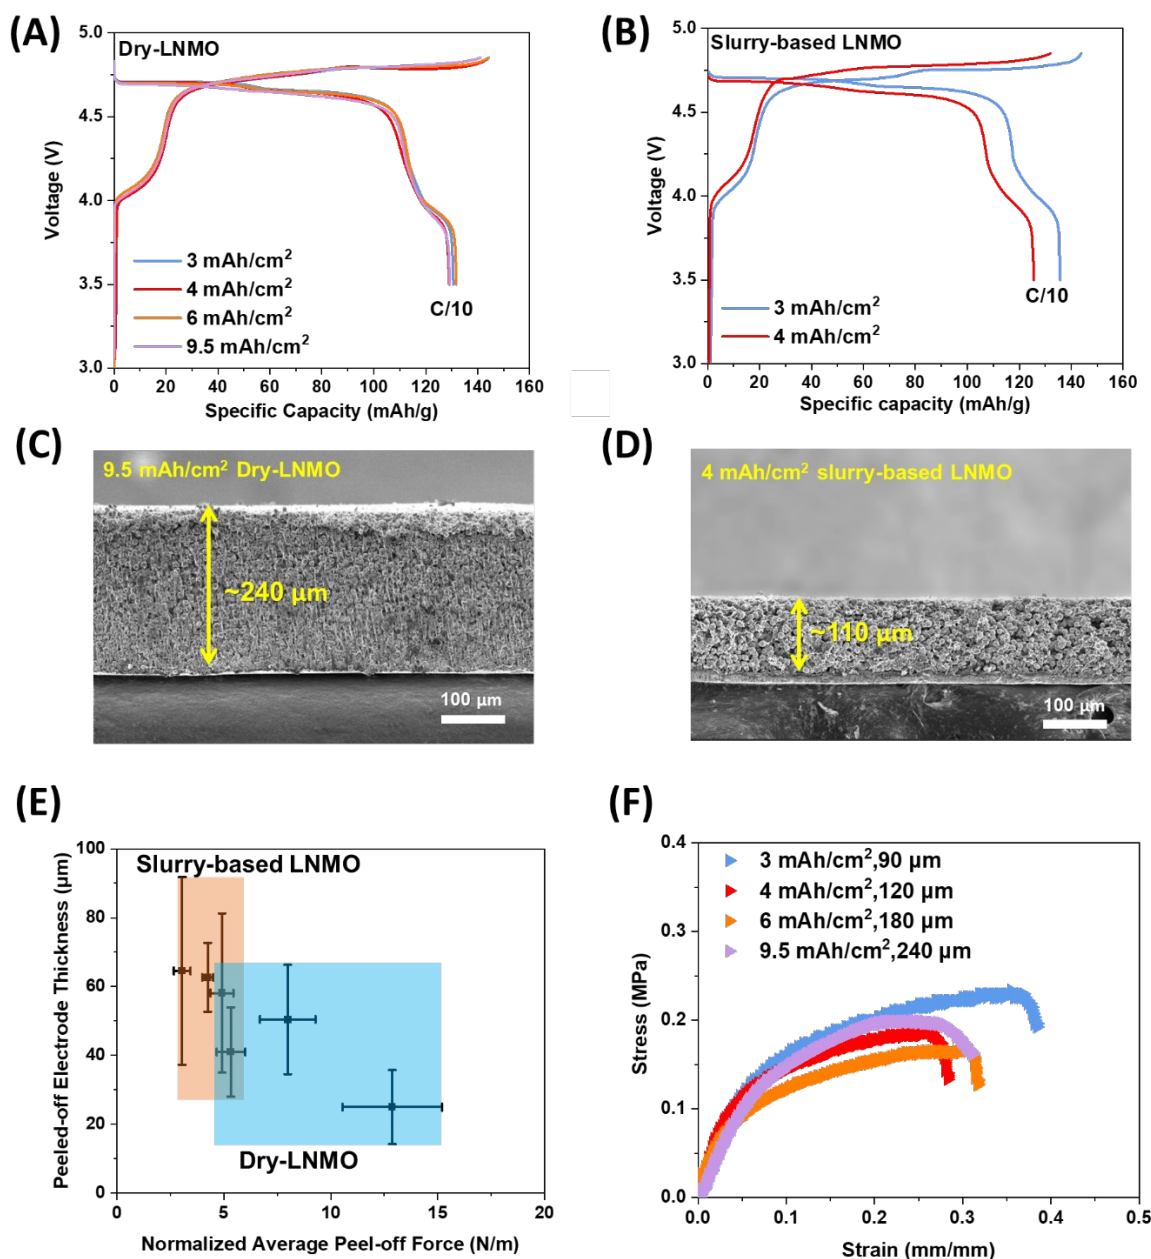 (A)
Dry-LNMO
5.0
4.5
4.0
3.5
3.0
Voltage (V)
3 mAh/cm²
4 mAh/cm²
6 mAh/cm²
9.5 mAh/cm²
C/10
0 20 40 60 80 100 120 140 160
Specific Capacity (mAh/g)
(B)
Slurry-based LNMO
5.0
4.5
4.0
3.5
3.0
Voltage (V)
C/10
3 mAh/cm²
4 mAh/cm²
0 20 40 60 80 100 120 140 160
Specific capacity (mAh/g)
(C)
9.5 mAh/cm² Dry-LNMO
~240 μm
100 μm
(D)
4 mAh/cm² slurry-based LNMO
~110 μm
100 μm
(E)
100
80
60
40
20
0
Peeled-off Electrode Thickness (μm)
Slurry-based LNMO
Dry-LNMO
0 5 10 15 20
Normalized Average Peel-off Force (N/m)
(F)
0.4
0.3
0.2
0.1
0.0
Stress (MPa)
3 mAh/cm²,90 μm
4 mAh/cm²,120 μm
6 mAh/cm²,180 μm
9.5 mAh/cm²,240 μm
0.0 0.1 0.2 0.3 0.4 0.5
Strain (mm/mm)